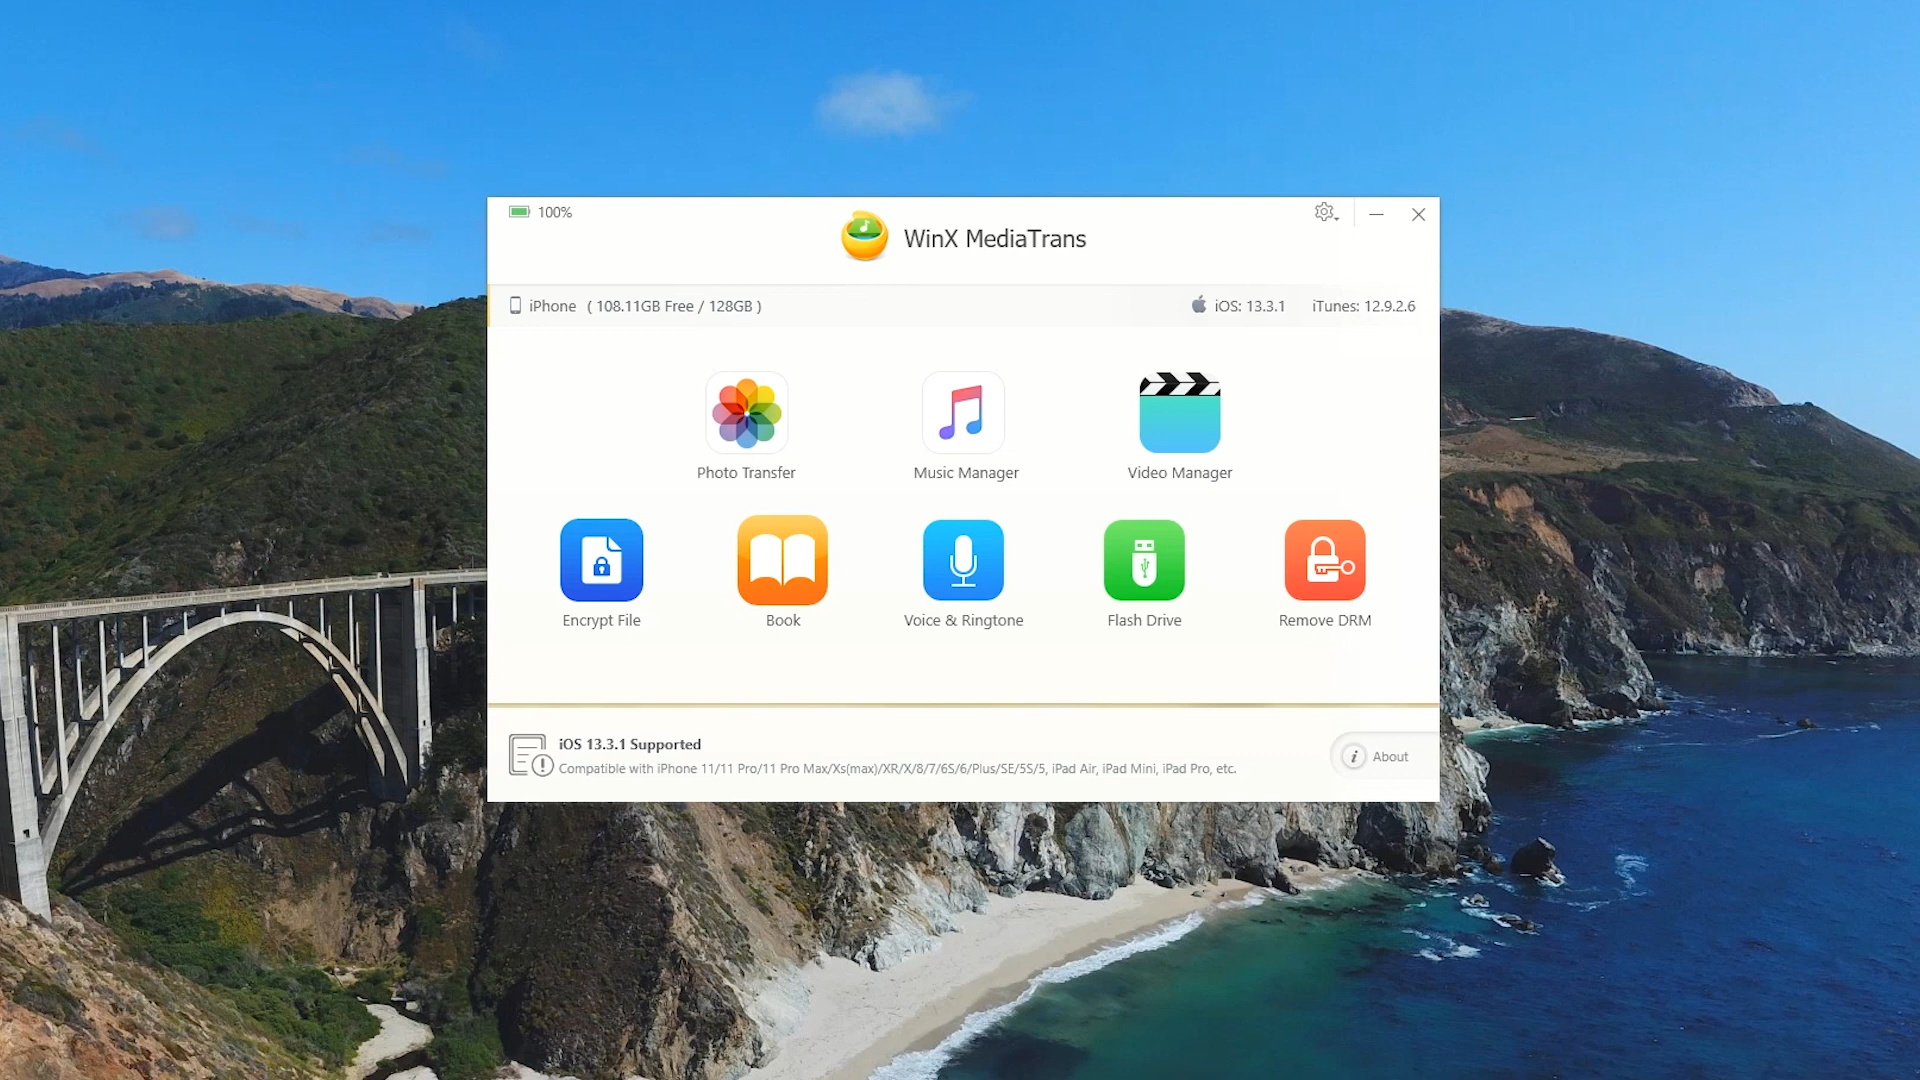 100%
WinX MediaTrans
iPhone ( 108.11GB Free / 128GB )
iOS: 13.3.1 iTunes: 12.9.2.6
Photo Transfer
Music Manager
Video Manager
Encrypt File
Book
Voice & Ringtone
Flash Drive
Remove DRM
iOS 13.3.1 Supported
Compatible with iPhone 11/11 Pro/11 Pro Max/Xs(max)/XR/X/8/7/6S/6/Plus/SE/5S/5, iPad Air, iPad Mini, iPad Pro, etc.
i About